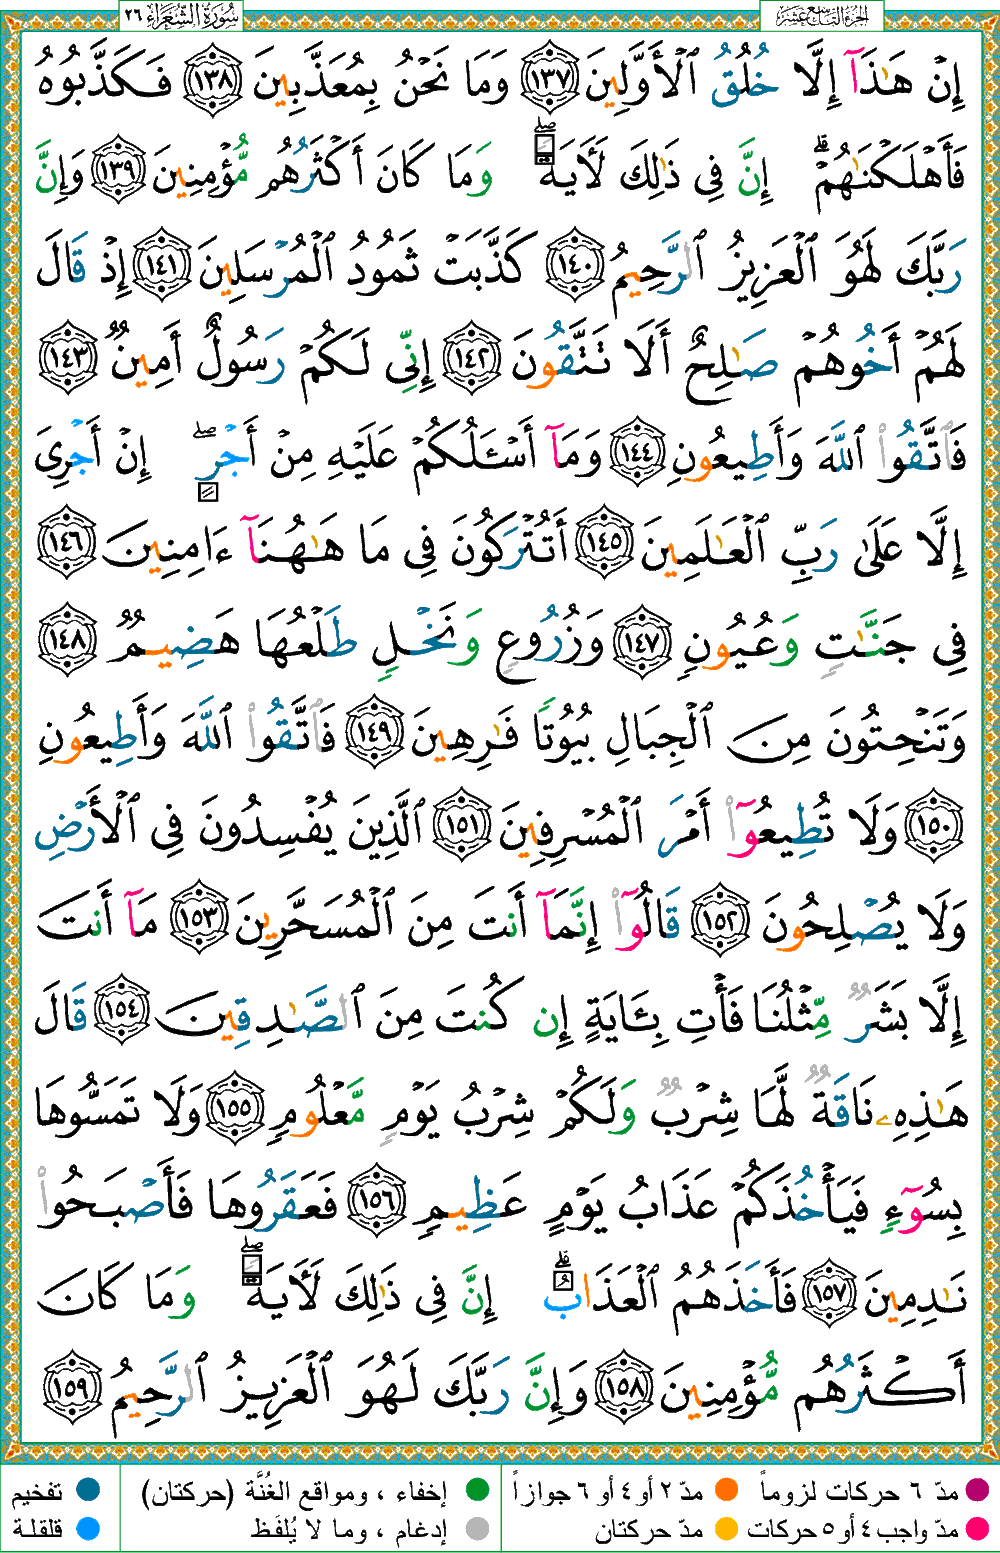 الجزء التاسع عشر
سورة الشعراء ٢٦
إِنْ هَٰذَآ إِلَّا خُلُقُ ٱلْأَوَّلِينَ ١٣٧ وَمَا نَحْنُ بِمُعَذَّبِينَ ١٣٨ فَكَذَّبُوهُ
فَأَهْلَكْنَٰهُمْۗ إِنَّ فِى ذَٰلِكَ لَـَٔايَةًۖ وَمَا كَانَ أَكْثَرُهُم مُّؤْمِنِينَ ١٣٩ وَإِنَّ
رَبَّكَ لَهُوَ ٱلْعَزِيزُ ٱلرَّحِيمُ ١٤٠ كَذَّبَتْ ثَمُودُ ٱلْمُرْسَلِينَ ١٤١ إِذْ قَالَ
لَهُمْ أَخُوهُمْ صَٰلِحٌ أَلَا تَتَّقُونَ ١٤٢ إِنِّى لَكُمْ رَسُولٌ أَمِينٌ ١٤٣
فَٱتَّقُوا۟ ٱللَّهَ وَأَطِيعُونِ ١٤٤ وَمَآ أَسْـَٔلُكُمْ عَلَيْهِ مِنْ أَجْرٍۖ إِنْ أَجْرِىَ
إِلَّا عَلَىٰ رَبِّ ٱلْعَٰلَمِينَ ١٤٥ أَتُتْرَكُونَ فِى مَا هَٰهُنَآ ءَامِنِينَ ١٤٦
فِى جَنَّٰتٍ وَعُيُونٍ ١٤٧ وَزُرُوعٍ وَنَخْلٍ طَلْعُهَا هَضِيمٌ ١٤٨
وَتَنْحِتُونَ مِنَ ٱلْجِبَالِ بُيُوتًا فَٰرِهِينَ ١٤٩ فَٱتَّقُوا۟ ٱللَّهَ وَأَطِيعُونِ
١٥٠ وَلَا تُطِيعُوٓا۟ أَمْرَ ٱلْمُسْرِفِينَ ١٥١ ٱلَّذِينَ يُفْسِدُونَ فِى ٱلْأَرْضِ
وَلَا يُصْلِحُونَ ١٥٢ قَالُوٓا۟ إِنَّمَآ أَنتَ مِنَ ٱلْمُسَحَّرِينَ ١٥٣ مَآ أَنتَ
إِلَّا بَشَرٌ مِّثْلُنَا فَأْتِ بِـَٔايَةٍ إِن كُنتَ مِنَ ٱلصَّٰدِقِينَ ١٥٤ قَالَ
هَٰذِهِۦ نَاقَةٌ لَّهَا شِرْبٌ وَلَكُمْ شِرْبُ يَوْمٍ مَّعْلُومٍ ١٥٥ وَلَا تَمَسُّوهَا
بِسُوٓءٍ فَيَأْخُذَكُمْ عَذَابُ يَوْمٍ عَظِيمٍ ١٥٦ فَعَقَرُوهَا فَأَصْبَحُوا۟
نَٰدِمِينَ ١٥٧ فَأَخَذَهُمُ ٱلْعَذَابُۗ إِنَّ فِى ذَٰلِكَ لَـَٔايَةًۖ وَمَا كَانَ
أَكْثَرُهُم مُّؤْمِنِينَ ١٥٨ وَإِنَّ رَبَّكَ لَهُوَ ٱلْعَزِيزُ ٱلرَّحِيمُ ١٥٩
مدّ ٦ حركات لزوماً
مدّ ٢ أو ٤ أو ٦ جوازاً
إخفاء ، ومواقع الغُنَّة (حركتان)
تفخيم
مدّ واجب ٤ أو ٥ حركات
مدّ حركتان
إدغام ، وما لا يُلفَظ
قلقلة